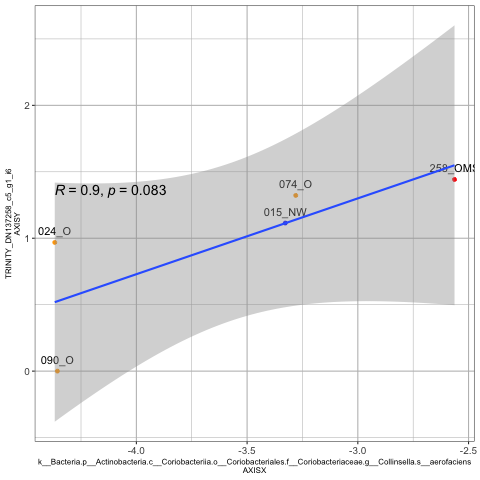 TRINITY_DN137258_c5_g1_i6
AXISY
2
1
0
R = 0.9, p = 0.083
258_OMS
074_O
015_NW
024_O
090_O
-4.0
-3.5
-3.0
-2.5
k__Bacteria.p__Actinobacteria.c__Coriobacteriia.o__Coriobacteriales.f__Coriobacteriaceae.g__Collinsella.s__aerofaciens
AXISX